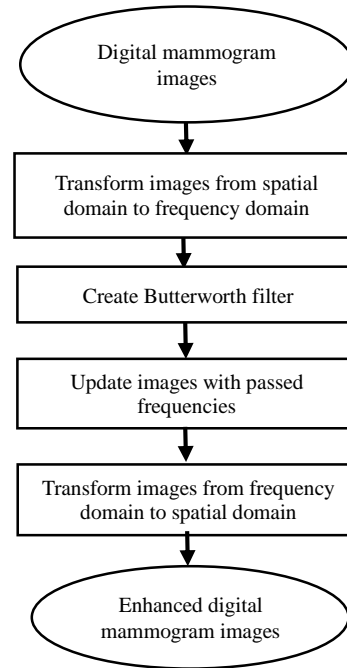 Digital mammogram
images
Transform images from spatial
domain to frequency domain
Create Butterworth filter
Update images with passed
frequencies
Transform images from frequency
domain to spatial domain
Enhanced digital
mammogram images